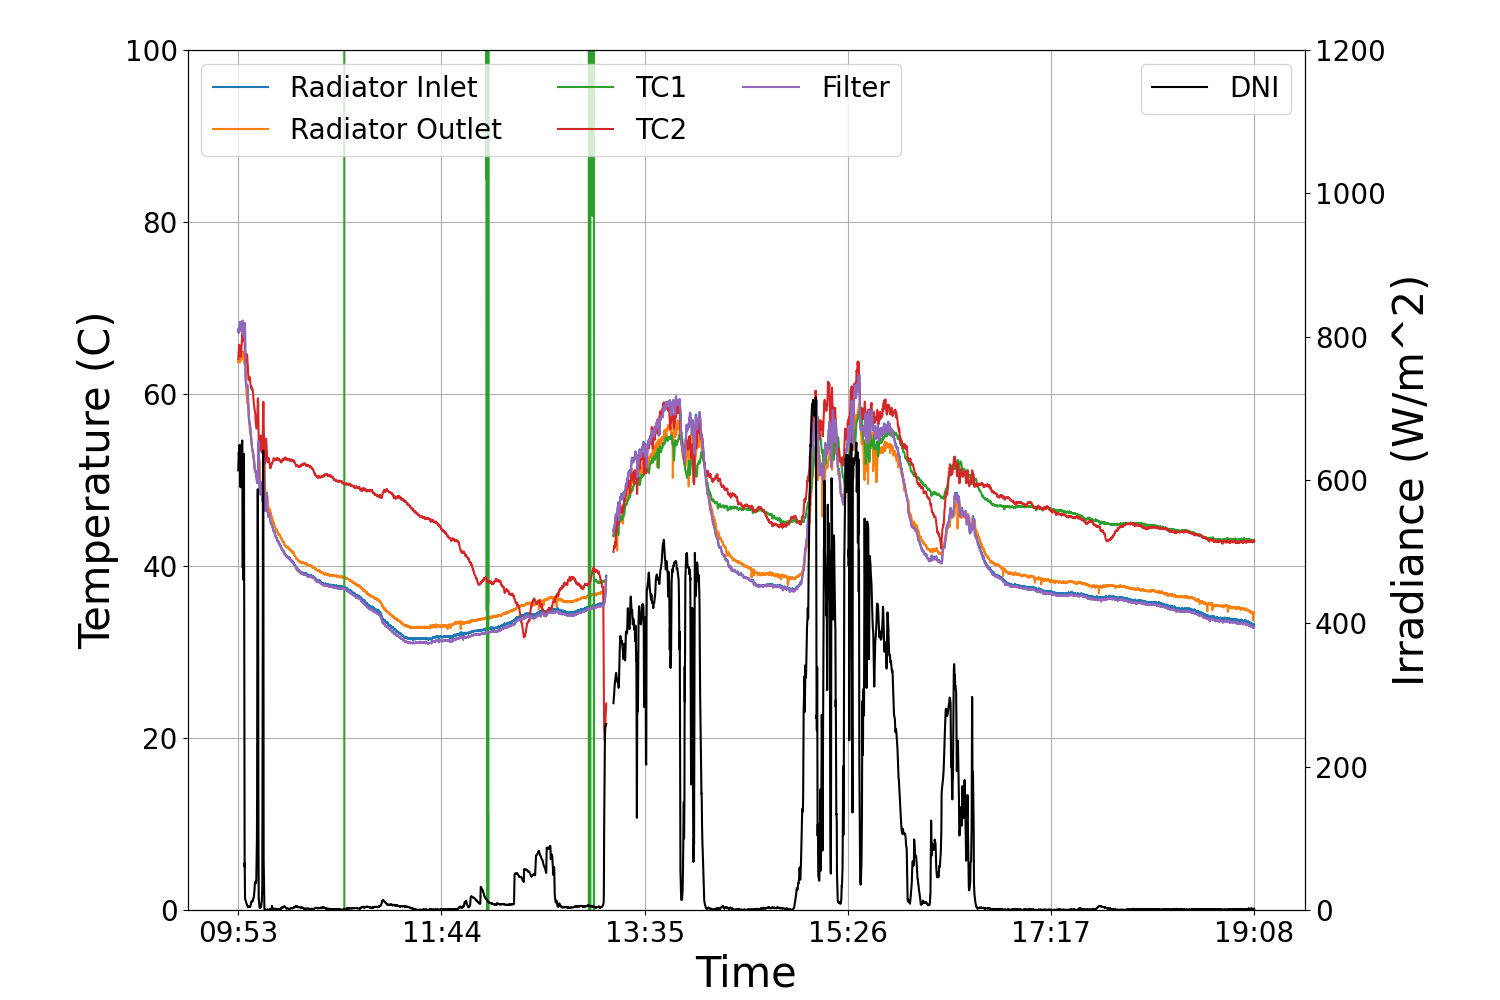 100
80
60
40
20
0
Temperature (C)
Radiator Inlet
Radiator Outlet
TC1
TC2
Filter
DNI
1200
1000
800
600
400
200
0
Irradiance (W/m^2)
09:53
11:44
13:35
15:26
17:17
19:08
Time